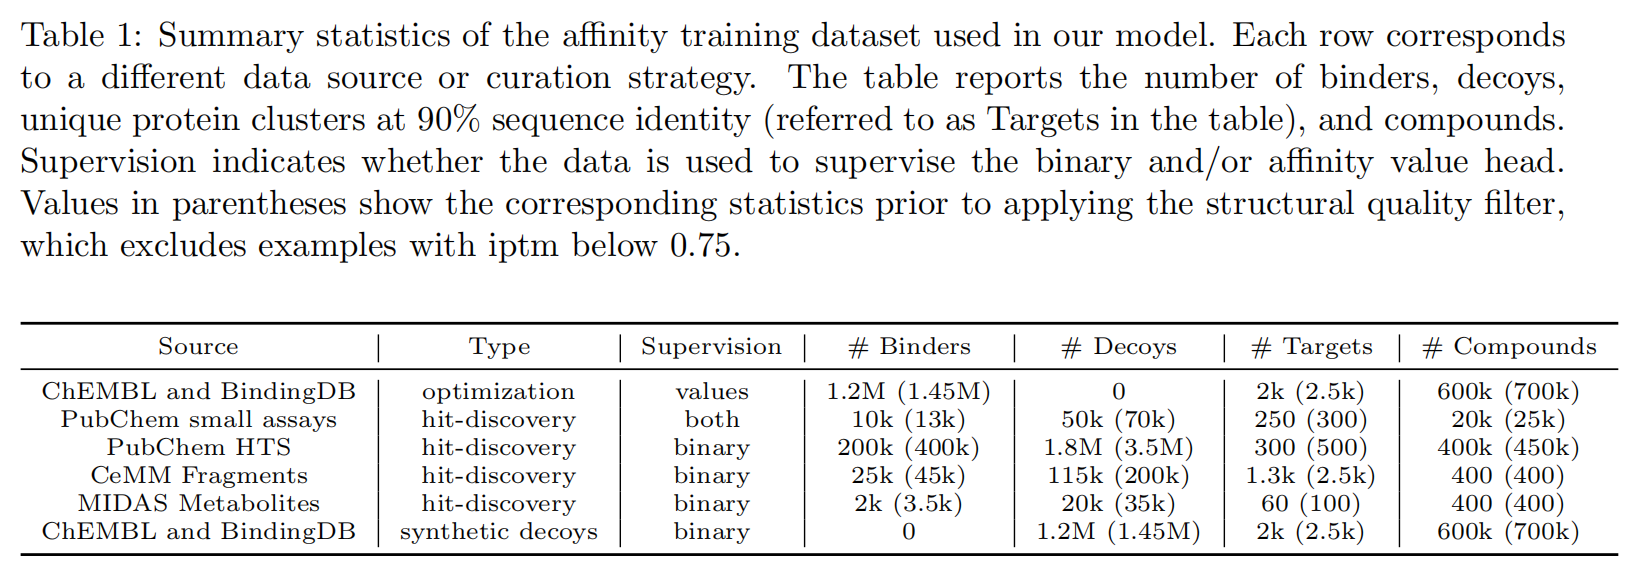 Table 1: Summary statistics of the affinity training dataset used in our model. Each row corresponds
to a different data source or curation strategy. The table reports the number of binders, decoys,
unique protein clusters at 90% sequence identity (referred to as Targets in the table), and compounds.
Supervision indicates whether the data is used to supervise the binary and/or affinity value head.
Values in parentheses show the corresponding statistics prior to applying the structural quality filter,
which excludes examples with iptm below 0.75.
Source | Type | Supervision | # Binders | # Decoys | # Targets | # Compounds
ChEMBL and BindingDB | optimization | values | 1.2M (1.45M) | 0 | 2k (2.5k) | 600k (700k)
PubChem small assays | hit-discovery | both | 10k (13k) | 50k (70k) | 250 (300) | 20k (25k)
PubChem HTS | hit-discovery | binary | 200k (400k) | 1.8M (3.5M) | 300 (500) | 400k (450k)
CeMM Fragments | hit-discovery | binary | 25k (45k) | 115k (200k) | 1.3k (2.5k) | 400 (400)
MIDAS Metabolites | hit-discovery | binary | 2k (3.5k) | 20k (35k) | 60 (100) | 400 (400)
ChEMBL and BindingDB | synthetic decoys | binary | 0 | 1.2M (1.45M) | 2k (2.5k) | 600k (700k)